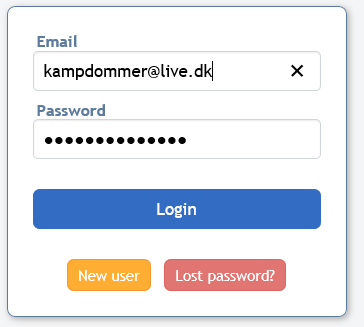 Email
kampdommer@live.dk
Password
●●●●●●●●●●●●●●
Login
New user Lost password?